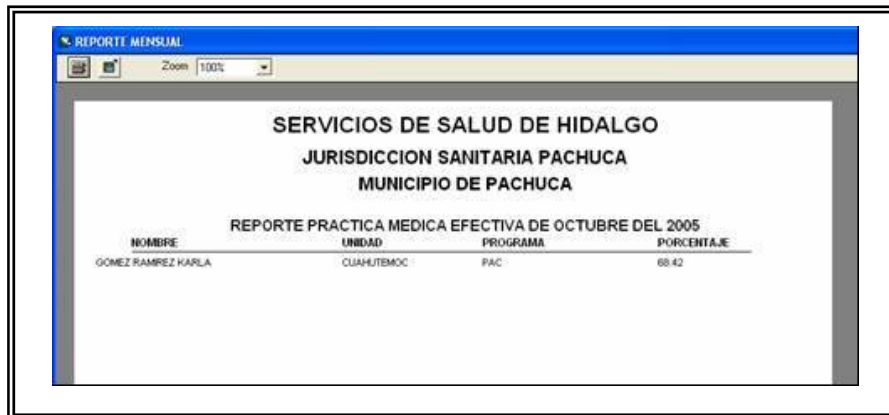 REPORTE MENSUAL
Zoom 100%
SERVICIOS DE SALUD DE HIDALGO
JURISDICCION SANITARIA PACHUCA
MUNICIPIO DE PACHUCA
REPORTE PRACTICA MEDICA EFECTIVA DE OCTUBRE DEL 2005
NOMBRE UNIDAD PROGRAMA PORCENTAJE
GOMEZ RAMIREZ KARLA CUAHUTEMOC PAC 68.42